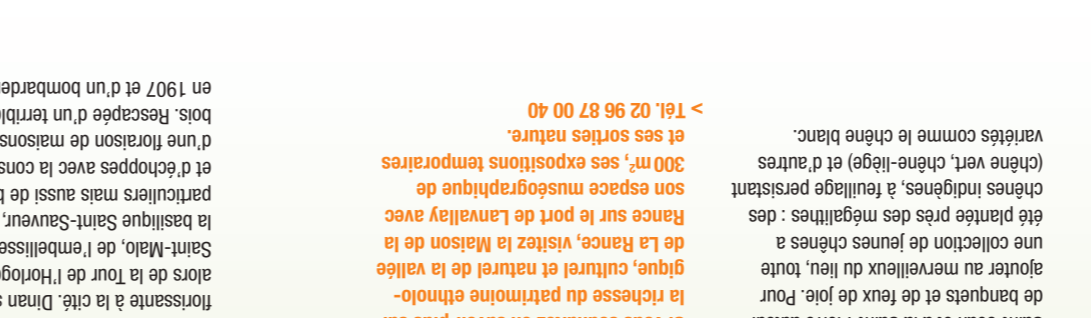 de banquets et de feux de joie. Pour
ajouter au merveilleux du lieu, toute
une collection de jeunes chênes a
été plantée près des mégalithes : des
chênes indigènes, à feuillage persistant
(chêne vert, chêne-liège) et d'autres
variétés comme le chêne blanc.
la richesse du patrimoine ethnolo-
gique, culturel et naturel de la vallée
de La Rance, visitez la Maison de la
Rance sur le port de Lanvallay avec
son espace muséographique de
300 m², ses expositions temporaires
et ses sorties nature.
> Tél. 02 96 87 00 40
florissante à la cité. Dinan
alors de la Tour de l'Horlog
Saint-Malo, de l'embellisse
la basilique Saint-Sauveur,
particuliers mais aussi de
et d'échoppes avec la cons
d'une floraison de maisons
bois. Rescapée d'un terribl
en 1907 et d'un bombarde